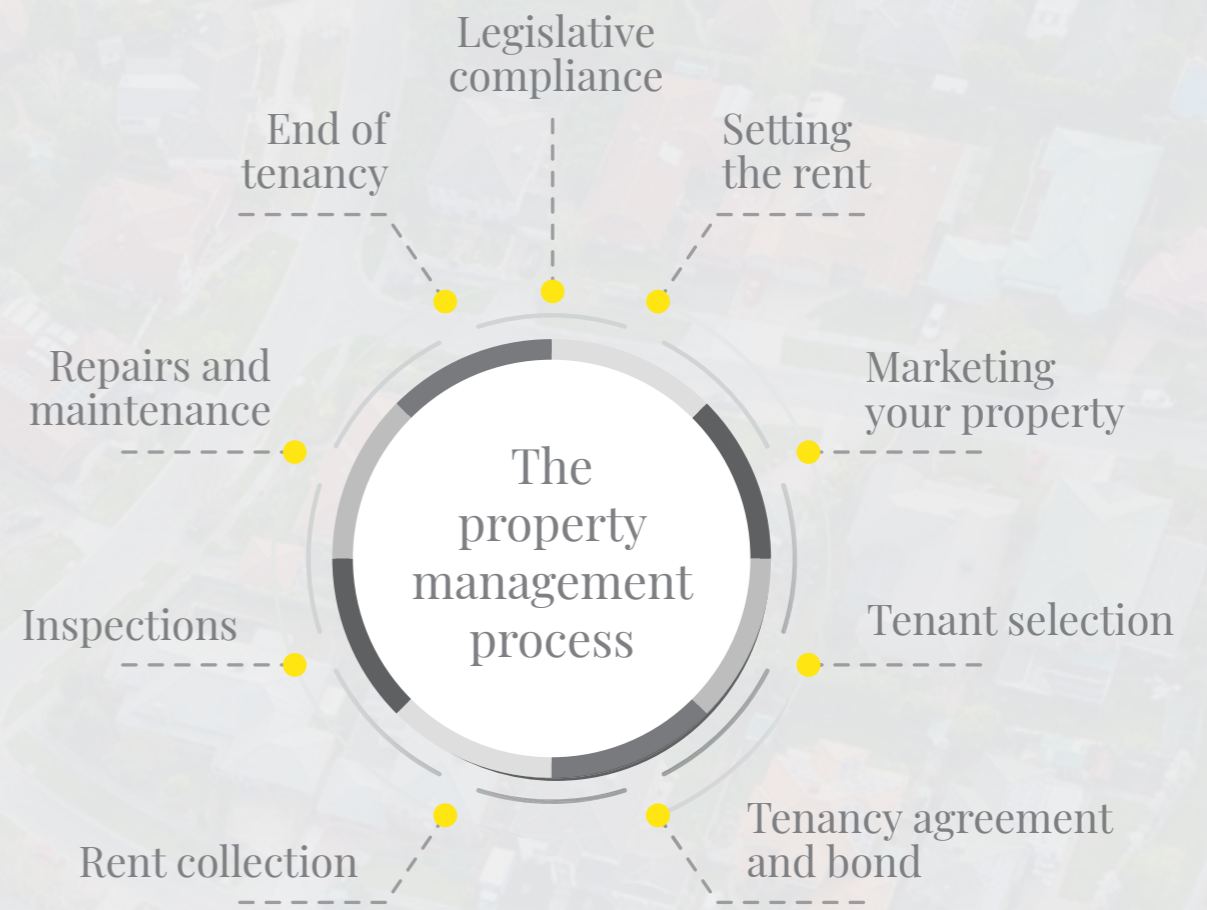 Legislative
compliance
End of
tenancy
Setting
the rent
Repairs and
maintenance
Marketing
your property
The
property
management
process
Inspections
Tenant selection
Rent collection
Tenancy agreement
and bond